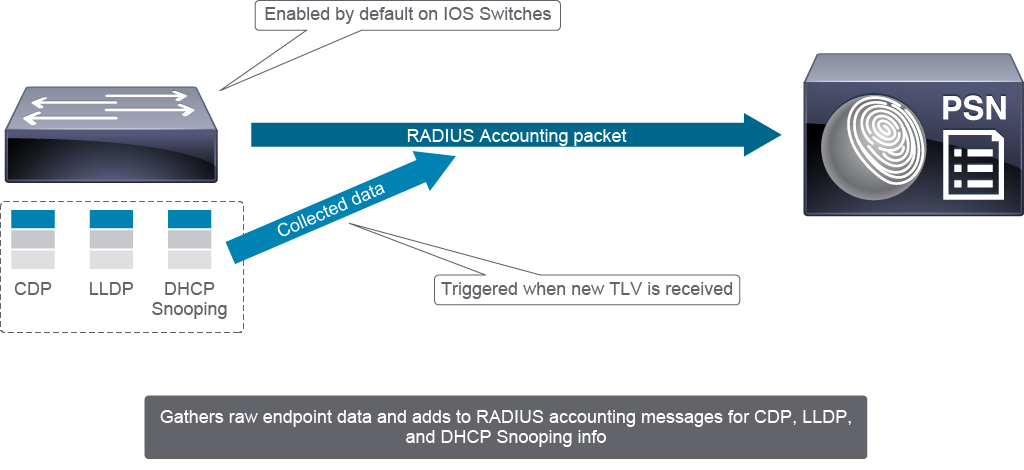 Enabled by default on IOS Switches
PSN
RADIUS Accounting packet
Collected data
CDP
LLDP
DHCP
Snooping
Triggered when new TLV is received
Gathers raw endpoint data and adds to RADIUS accounting messages for CDP, LLDP,
and DHCP Snooping info